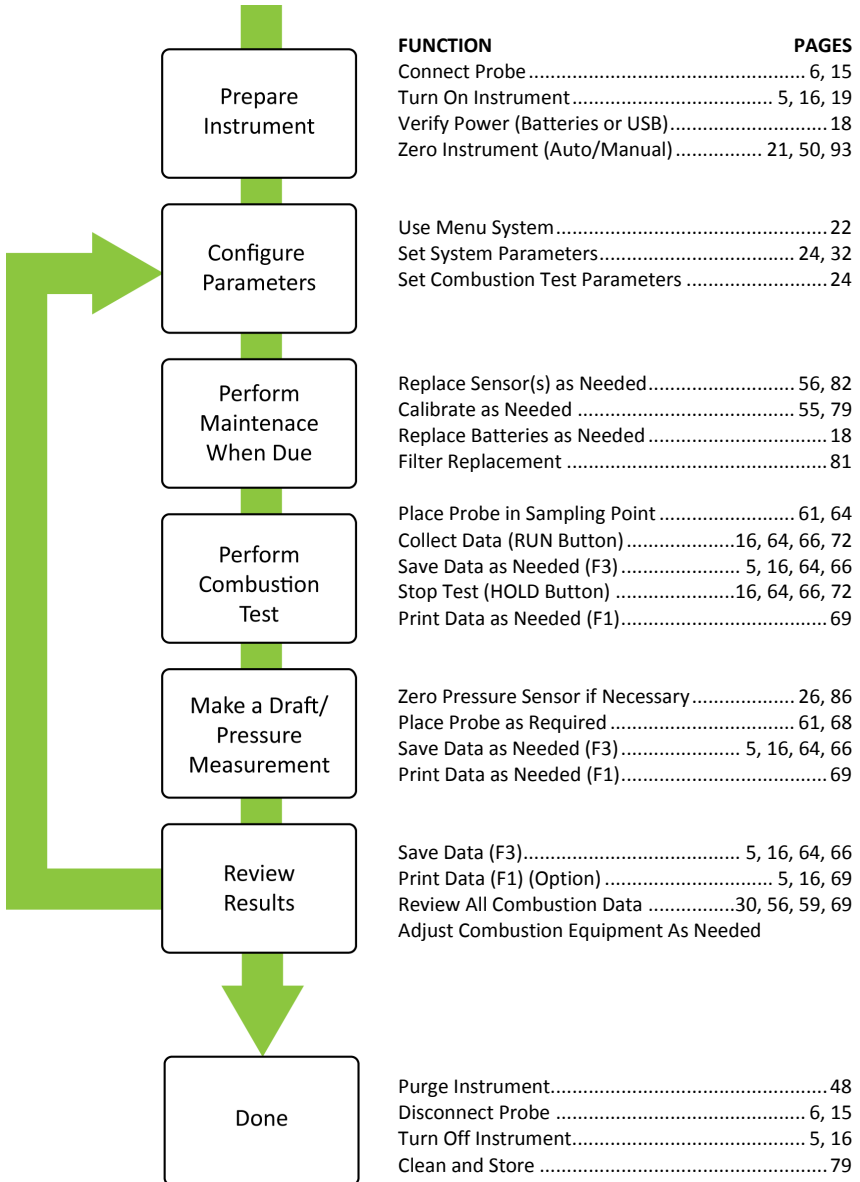 FUNCTION PAGES
Prepare
Instrument
Connect Probe 6, 15
Turn On Instrument 5, 16, 19
Verify Power (Batteries or USB) 18
Zero Instrument (Auto/Manual) 21, 50, 93
Configure
Parameters
Use Menu System 22
Set System Parameters 24, 32
Set Combustion Test Parameters 24
Perform
Maintenace
When Due
Replace Sensor(s) as Needed 56, 82
Calibrate as Needed 55, 79
Replace Batteries as Needed 18
Filter Replacement 81
Perform
Combustion
Test
Place Probe in Sampling Point 61, 64
Collect Data (RUN Button) 16, 64, 66, 72
Save Data as Needed (F3) 5, 16, 64, 66
Stop Test (HOLD Button) 16, 64, 66, 72
Print Data as Needed (F1) 69
Make a Draft/
Pressure
Measurement
Zero Pressure Sensor if Necessary 26, 86
Place Probe as Required 61, 68
Save Data as Needed (F3) 5, 16, 64, 66
Print Data as Needed (F1) 69
Review
Results
Save Data (F3) 5, 16, 64, 66
Print Data (F1) (Option) 5, 16, 69
Review All Combustion Data 30, 56, 59, 69
Adjust Combustion Equipment As Needed
Done
Purge Instrument 48
Disconnect Probe 6, 15
Turn Off Instrument 5, 16
Clean and Store 79